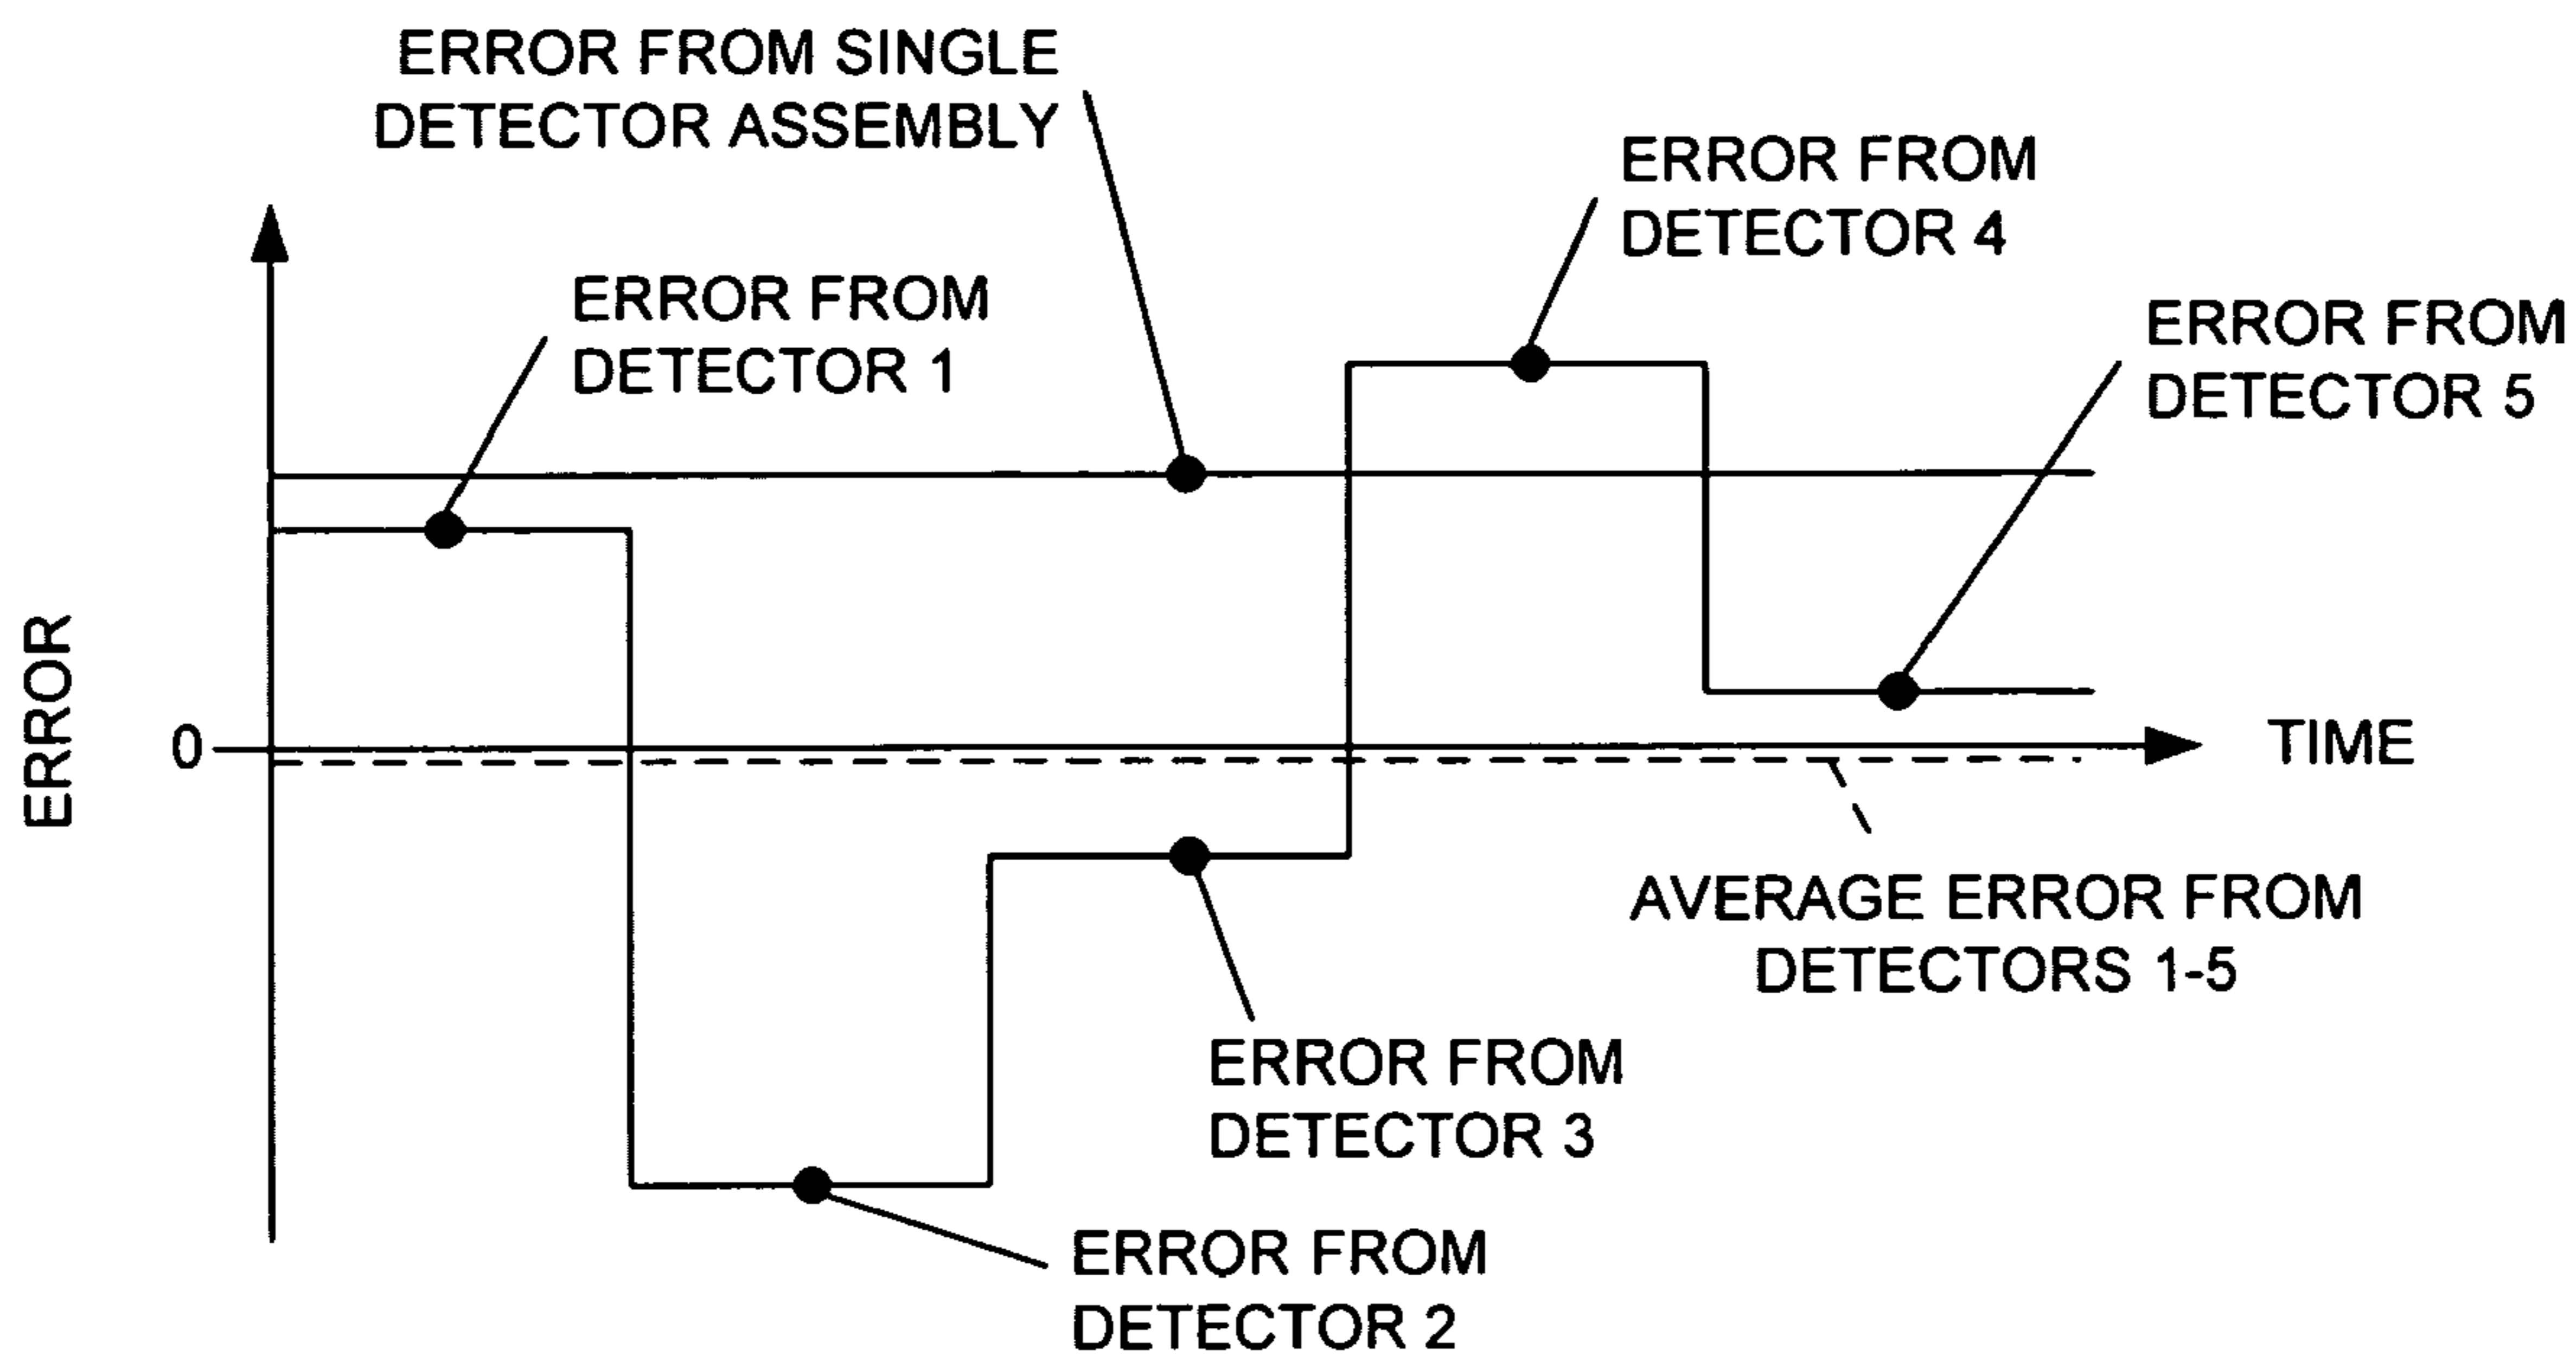 ERROR FROM SINGLE
DETECTOR ASSEMBLY
ERROR FROM
DETECTOR 4
ERROR FROM
DETECTOR 1
ERROR FROM
DETECTOR 5
ERROR
0
TIME
AVERAGE ERROR FROM
DETECTORS 1-5
ERROR FROM
DETECTOR 3
ERROR FROM
DETECTOR 2